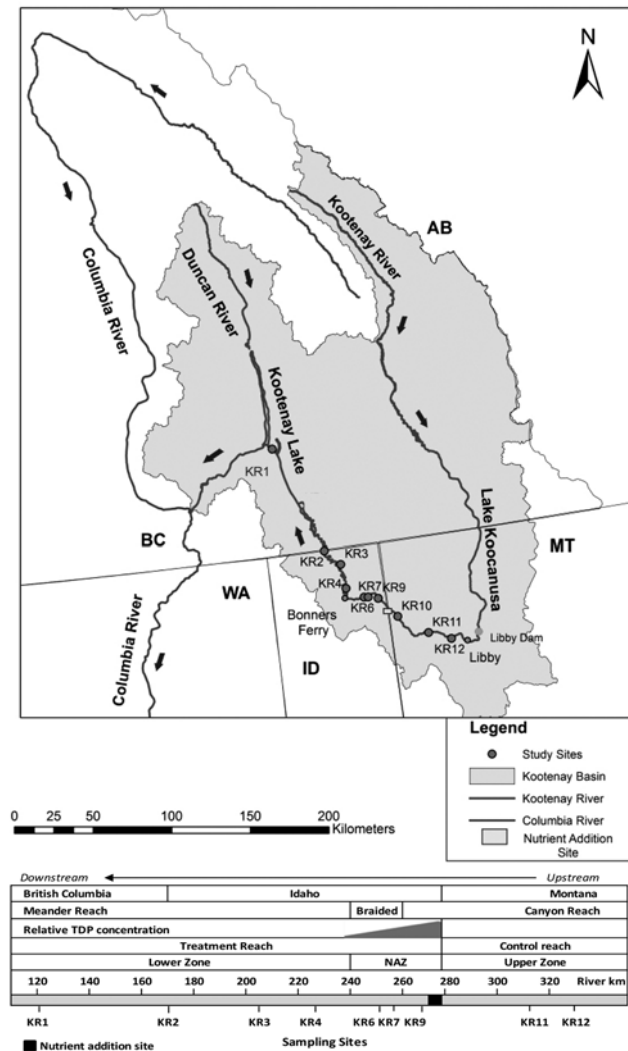 N
AB
Kootenay River
Columbia River
Duncan River
Kootenay Lake
KR1
Lake Koocanusa
BC
MT
KR2
KR3
WA
KR4
KR7
KR9
KR6
KR10
Bonners
Ferry
KR11
Libby Dam
KR12
Libby
Columbia River
ID
Legend
Study Sites
Kootenay Basin
Kootenay River
Columbia River
Nutrient Addition
Site
0 25 50 100 150 200
Kilometers
Downstream Upstream
British Columbia Idaho Montana
Meander Reach Braided Canyon Reach
Relative TDP concentration
Treatment Reach Control reach
Lower Zone NAZ Upper Zone
120 140 160 180 200 220 240 260 280 300 320 River km
KR1 KR2 KR3 KR4 KR6 KR7 KR9 KR11 KR12
Nutrient addition site Sampling Sites